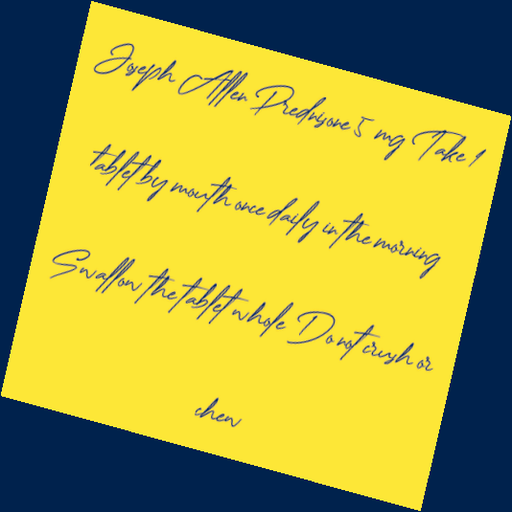 Joseph Allen Prednisone 5 mg Take 1
tablet by mouth once daily in the morning
Swallow the tablet whole Do not crush or
chew